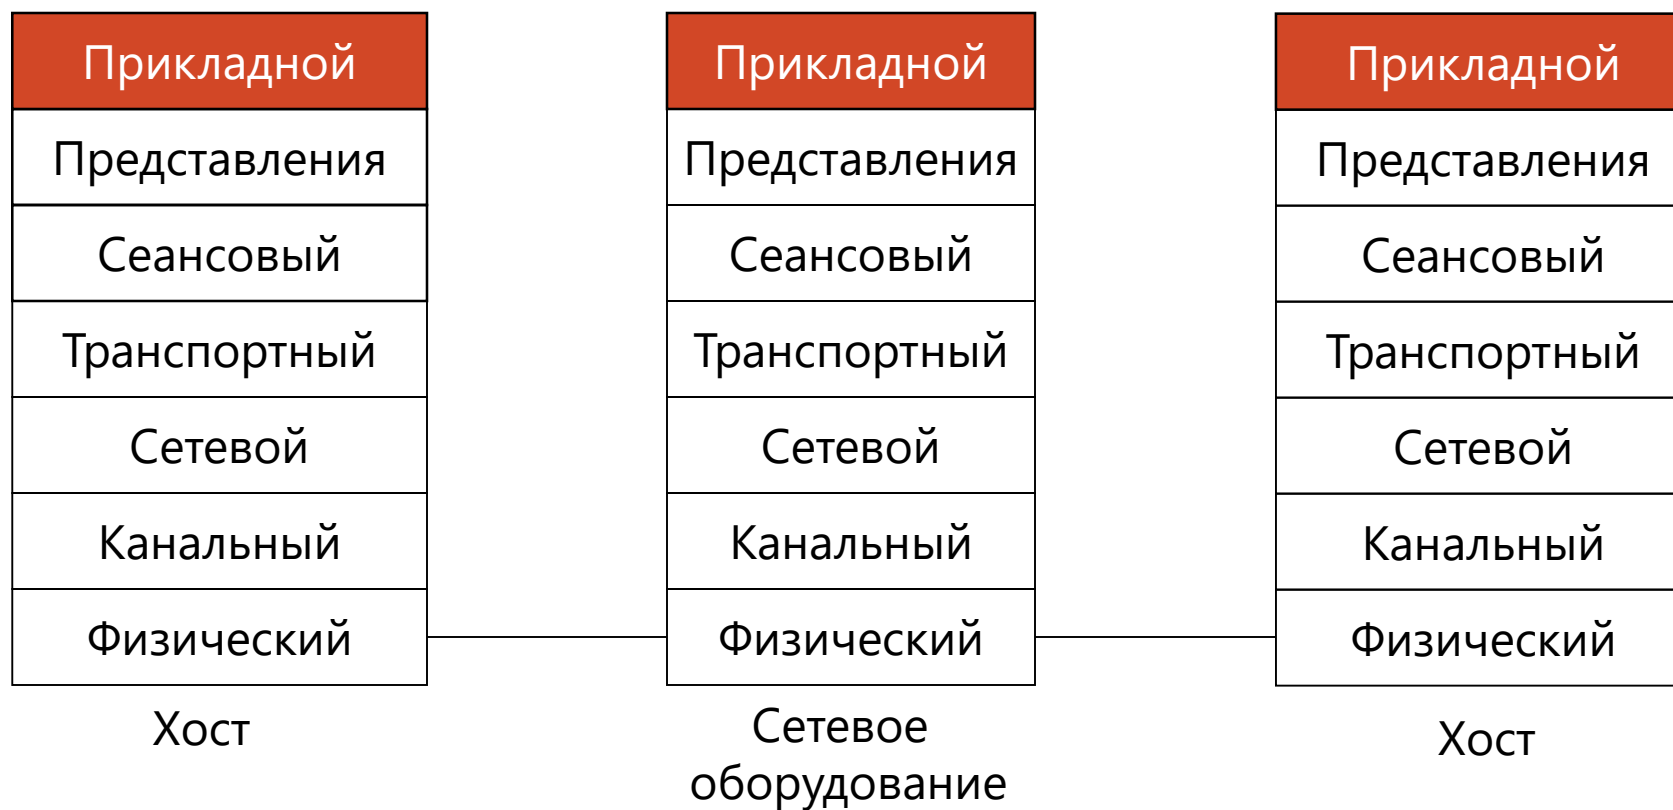 Прикладной
Представления
Сеансовый
Транспортный
Сетевой
Канальный
Физический
Хост
Прикладной
Представления
Сеансовый
Транспортный
Сетевой
Канальный
Физический
Сетевое
оборудование
Прикладной
Представления
Сеансовый
Транспортный
Сетевой
Канальный
Физический
Хост